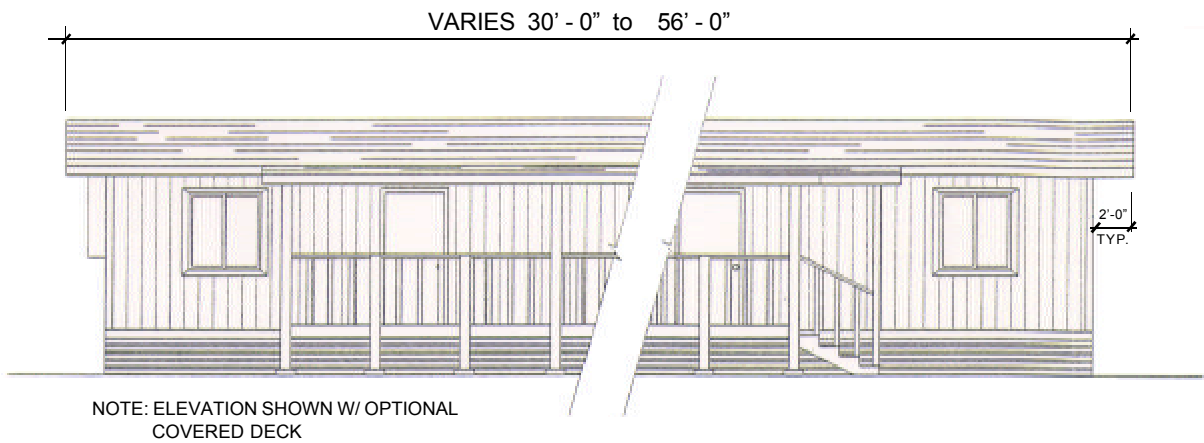 VARIES 30' - 0” to 56' - 0”
2'-0”
TYP.
NOTE: ELEVATION SHOWN W/ OPTIONAL
COVERED DECK